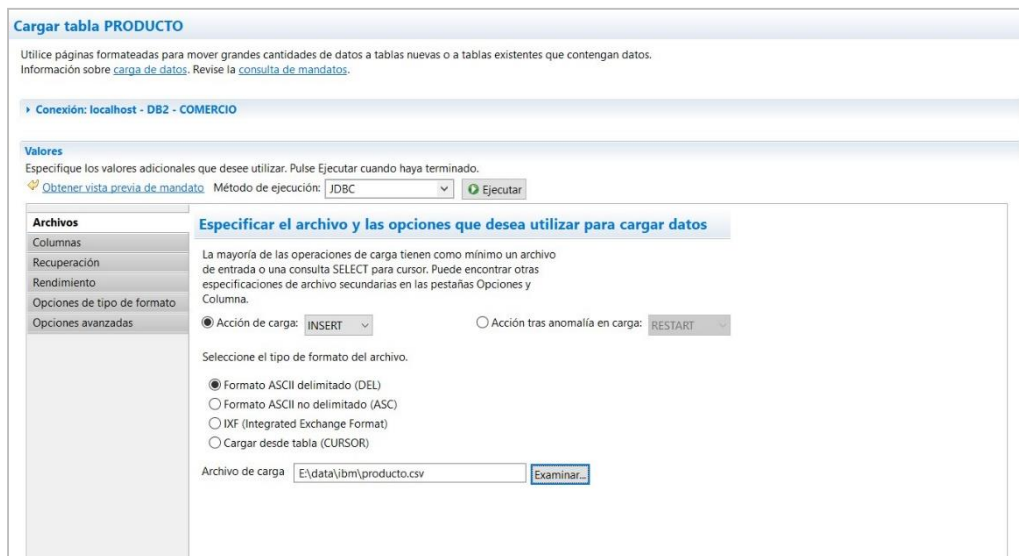 Cargar tabla PRODUCTO
Utilice páginas formateadas para mover grandes cantidades de datos a tablas nuevas o a tablas existentes que contengan datos.
Información sobre carga de datos. Revise la consulta de mandatos.
Conexión: localhost - DB2 - COMERCIO
Valores
Especifique los valores adicionales que desee utilizar. Pulse Ejecutar cuando haya terminado.
Obtener vista previa de mandato Método de ejecución: JDBC Ejecutar
Archivos
Columnas
Recuperación
Rendimiento
Opciones de tipo de formato
Opciones avanzadas
Especificar el archivo y las opciones que desea utilizar para cargar datos
La mayoría de las operaciones de carga tienen como mínimo un archivo
de entrada o una consulta SELECT para cursor. Puede encontrar otras
especificaciones de archivo secundarias en las pestañas Opciones y
Columna.
Acción de carga: INSERT Acción tras anomalía en carga: RESTART
Seleccione el tipo de formato del archivo.
Formato ASCII delimitado (DEL)
Formato ASCII no delimitado (ASC)
IXF (Integrated Exchange Format)
Cargar desde tabla (CURSOR)
Archivo de carga E:\data\ibm\producto.csv Examinar...